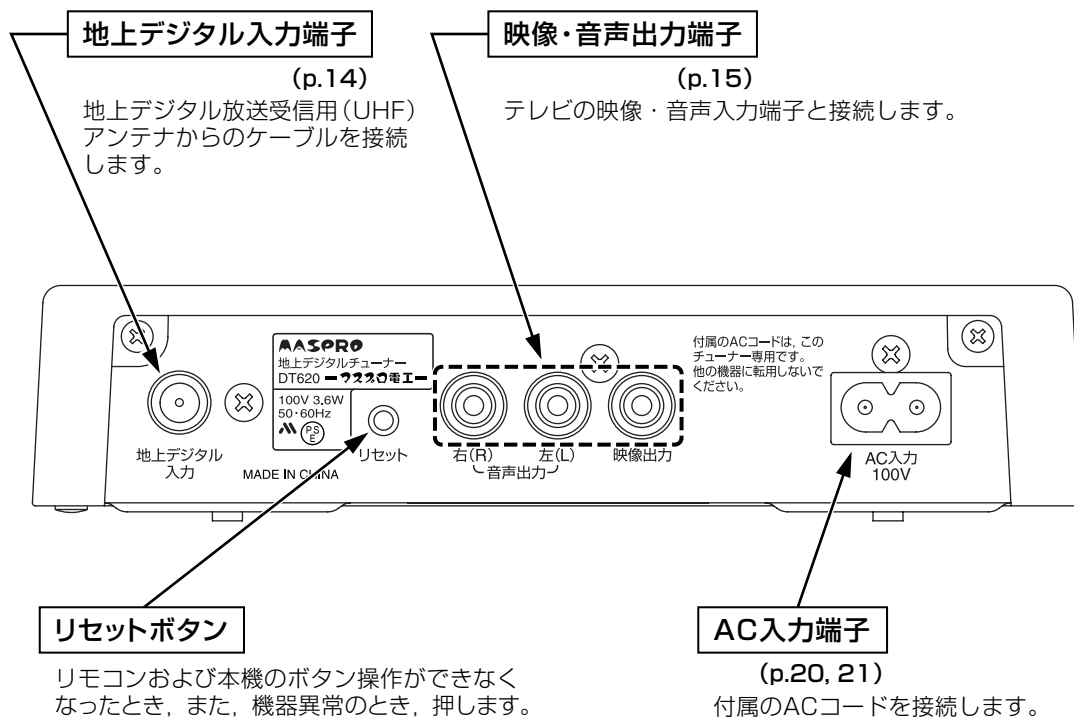 地上デジタル入力端子
(p.14)
地上デジタル放送受信用(UHF)
アンテナからのケーブルを接続
します。
映像・音声出力端子
(p.15)
テレビの映像・音声入力端子と接続します。
MASPRO
地上デジタルチューナー
DT620 ーマスプロ電工ー
100V 3.6W
50・60Hz
PS
E
リセット
地上デジタル
入力
MADE IN CHINA
右(R) 左(L) 映像出力
音声出力
付属のACコードは, この
チューナー専用です。
他の機器に転用しないで
ください。
AC入力
100V
リセットボタン
リモコンおよび本機のボタン操作ができなく
なったとき, また, 機器異常のとき, 押します。
AC入力端子
(p.20, 21)
付属のACコードを接続します。